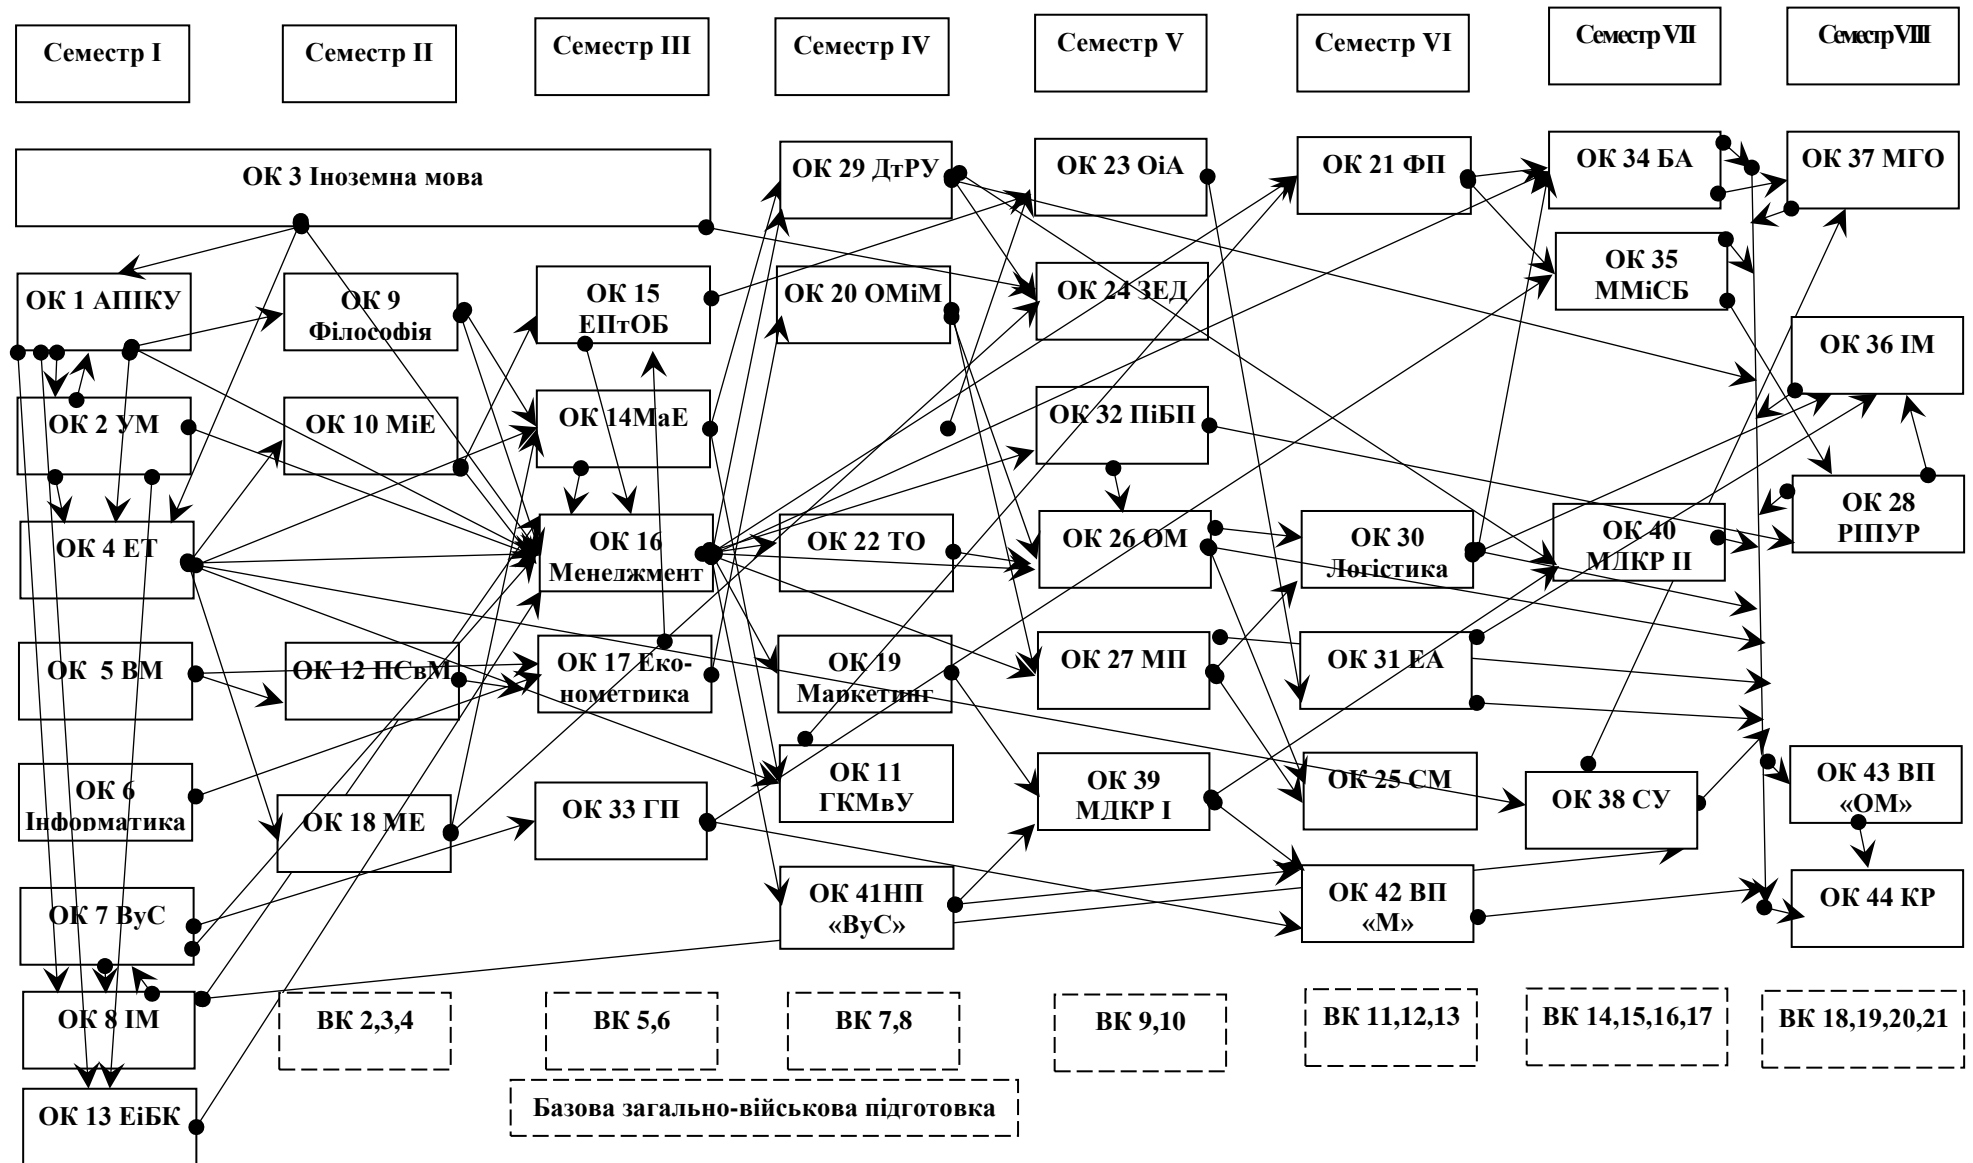 Семестр I
Семестр II
Семестр III
Семестр IV
Семестр V
Семестр VI
Семестр VII
Семестр VIII
ОК 3 Іноземна мова
ОК 29 ДтРУ
ОК 23 ОіА
ОК 21 ФП
ОК 34 БА
ОК 37 МГО
ОК 1 АПІКУ
ОК 9
Філософія
ОК 15
ЕПтОБ
ОК 20 ОМіМ
ОК 24 ЗЕД
ОК 35
ММіСБ
ОК 36 ІМ
ОК 2 УМ
ОК 10 МіЕ
ОК 14МаЕ
ОК 32 ПіБП
ОК 4 ЕТ
ОК 16
Менеджмент
ОК 22 ТО
ОК 26 ОМ
ОК 30
Логістика
ОК 40
МДКР ІІ
ОК 28
РІПУР
ОК 5 ВМ
ОК 12 ПСвМ
ОК 17 Еко-
нометрика
ОК 19
Маркетинг
ОК 27 МП
ОК 31 ЕА
ОК 6
Інформатика
ОК 18 МЕ
ОК 33 ГП
ОК 11
ГКМвУ
ОК 39
МДКР І
ОК 25 СМ
ОК 38 СУ
ОК 43 ВП
«ОМ»
ОК 7 ВуС
ОК 41НП
«ВуС»
ОК 42 ВП
«М»
ОК 44 КР
ОК 8 ІМ
ВК 2,3,4
ВК 5,6
ВК 7,8
ВК 9,10
ВК 11,12,13
ВК 14,15,16,17
ВК 18,19,20,21
ОК 13 ЕіБК
Базова загально-військова підготовка